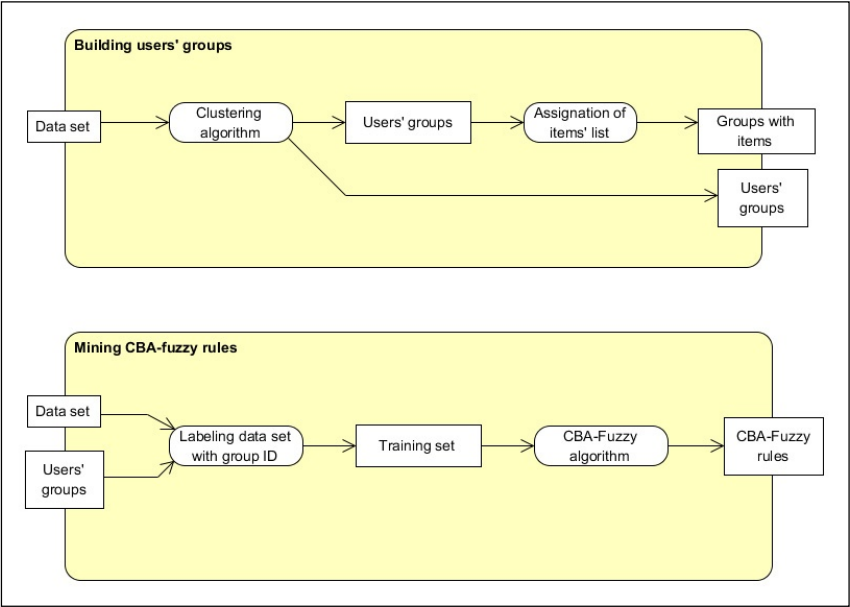 Building users' groups
Data set
Clustering
algorithm
Users' groups
Assignation of
items' list
Groups with
items
Users'
groups
Mining CBA-fuzzy rules
Data set
Users'
groups
Labeling data set
with group ID
Training set
CBA-Fuzzy
algorithm
CBA-Fuzzy
rules